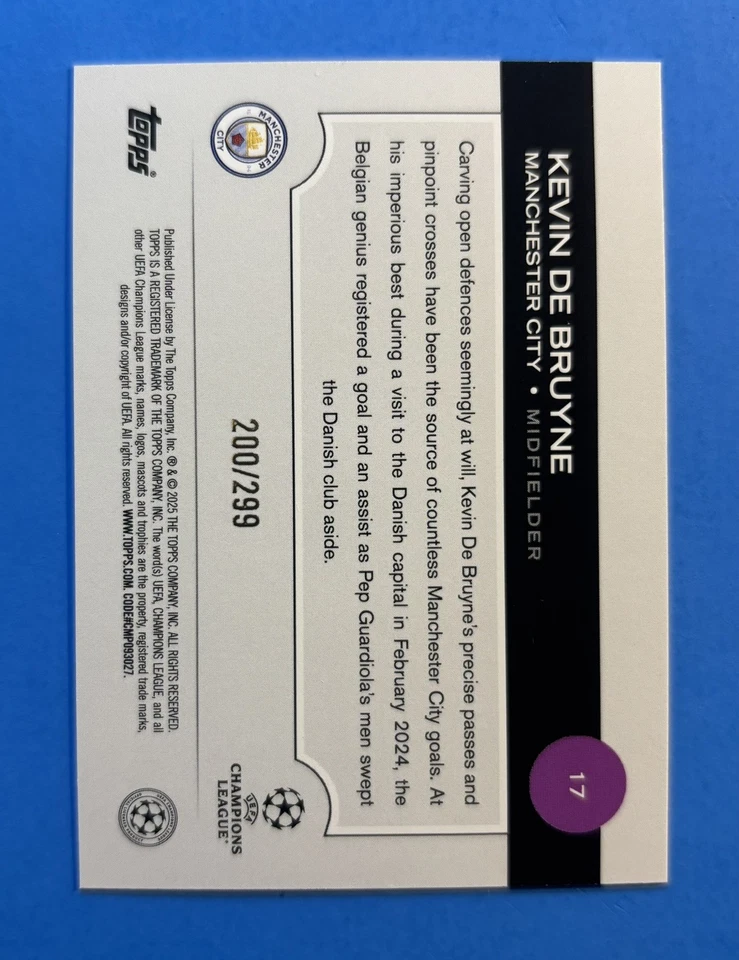 KEVIN DE BRUYNE
MANCHESTER CITY • MIDFIELDER
17
Carving open defences seemingly at will, Kevin De Bruyne's precise passes and
pinpoint crosses have been the source of countless Manchester City goals. At
his imperious best during a visit to the Danish capital in February 2024, the
Belgian genius registered a goal and an assist as Pep Guardiola's men swept
the Danish club aside.
MANCHESTER
CITY
200/299
UEFA
CHAMPIONS
LEAGUE®
topps®
Published Under License by The Topps Company, Inc. ® & © 2025 THE TOPPS COMPANY, INC. ALL RIGHTS RESERVED.
TOPPS IS A REGISTERED TRADEMARK OF THE TOPPS COMPANY, INC. The word(s) UEFA, CHAMPIONS LEAGUE, and all
other UEFA Champions League marks, names, logos, mascots and trophies are the property, registered trade marks,
designs and/or copyright of UEFA. All rights reserved. WWW.TOPPS.COM. CODE#CMP093027.